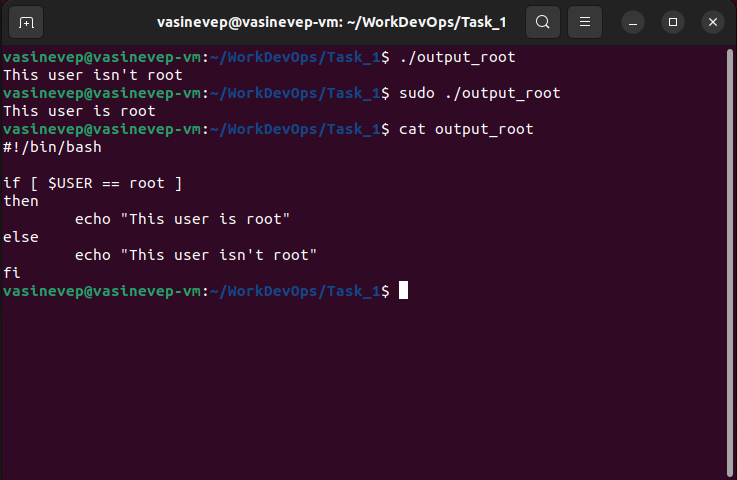 vasinevep@vasinevep-vm: ~/WorkDevOps/Task_1
vasinevep@vasinevep-vm:~/WorkDevOps/Task_1$ ./output_root
This user isn't root
vasinevep@vasinevep-vm:~/WorkDevOps/Task_1$ sudo ./output_root
This user is root
vasinevep@vasinevep-vm:~/WorkDevOps/Task_1$ cat output_root
#!/bin/bash

if [ $USER == root ]
then
        echo "This user is root"
else
        echo "This user isn't root"
fi
vasinevep@vasinevep-vm:~/WorkDevOps/Task_1$